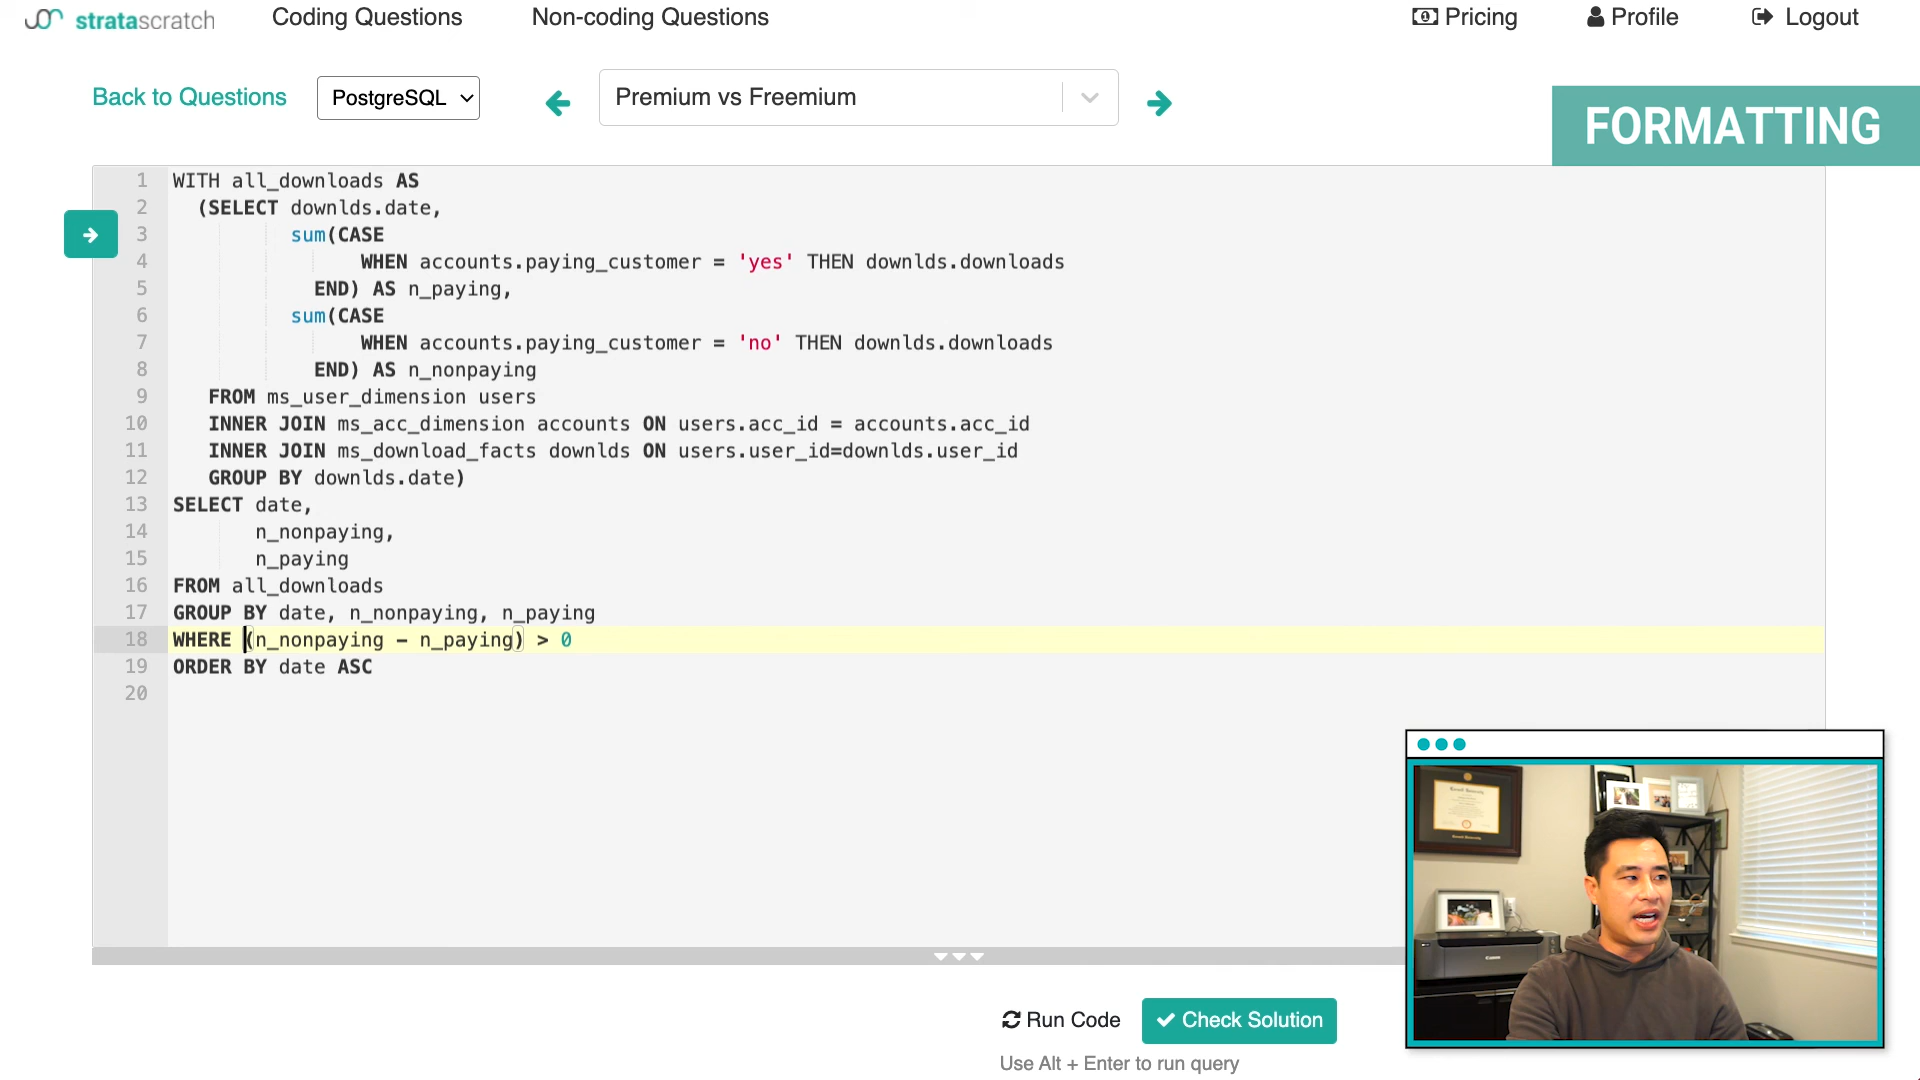 stratascratch
Coding Questions
Non-coding Questions
Pricing
Profile
Logout
Back to Questions
PostgreSQL
Premium vs Freemium
FORMATTING
1 WITH all_downloads AS
2 (SELECT downlds.date,
3 sum(CASE
4 WHEN accounts.paying_customer = 'yes' THEN downlds.downloads
5 END) AS n_paying,
6 sum(CASE
7 WHEN accounts.paying_customer = 'no' THEN downlds.downloads
8 END) AS n_nonpaying
9 FROM ms_user_dimension users
10 INNER JOIN ms_acc_dimension accounts ON users.acc_id = accounts.acc_id
11 INNER JOIN ms_download_facts downlds ON users.user_id=downlds.user_id
12 GROUP BY downlds.date)
13 SELECT date,
14 n_nonpaying,
15 n_paying
16 FROM all_downloads
17 GROUP BY date, n_nonpaying, n_paying
18 WHERE (n_nonpaying - n_paying) > 0
19 ORDER BY date ASC
20
Run Code
Check Solution
Use Alt + Enter to run query
Canon